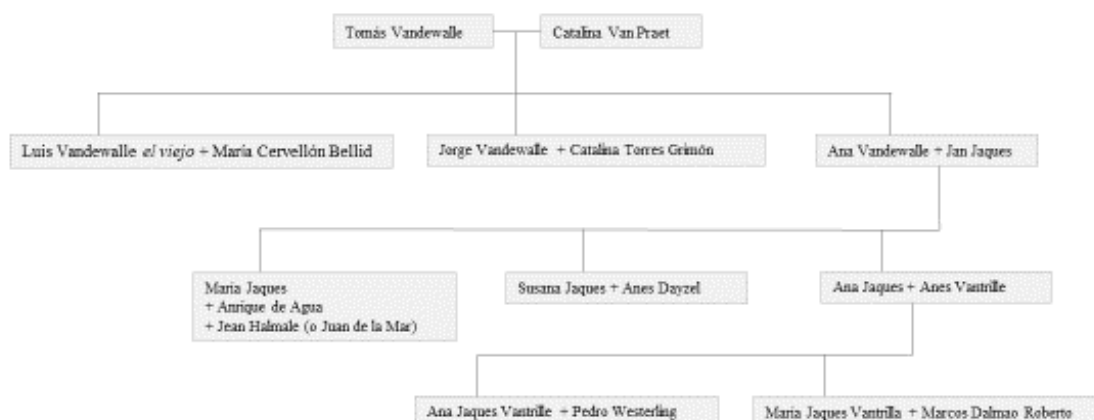 Tomás Vandewalle
Catalina Van Praet
Luis Vandewalle el viejo + María Cervellón Bellid
Jorge Vandewalle + Catalina Torres Grimón
Ana Vandewalle + Jan Jaques
Maria Jaques
+ Anrique de Agua
+ Jean Halmale (o Juan de la Mar)
Susana Jaques + Anes Dayzel
Ana Jaques + Anes Vantrille
Ana Jaques Vantrille + Pedro Westerling
Maria Jaques Vantrilla + Marcos Dalmao Roberto